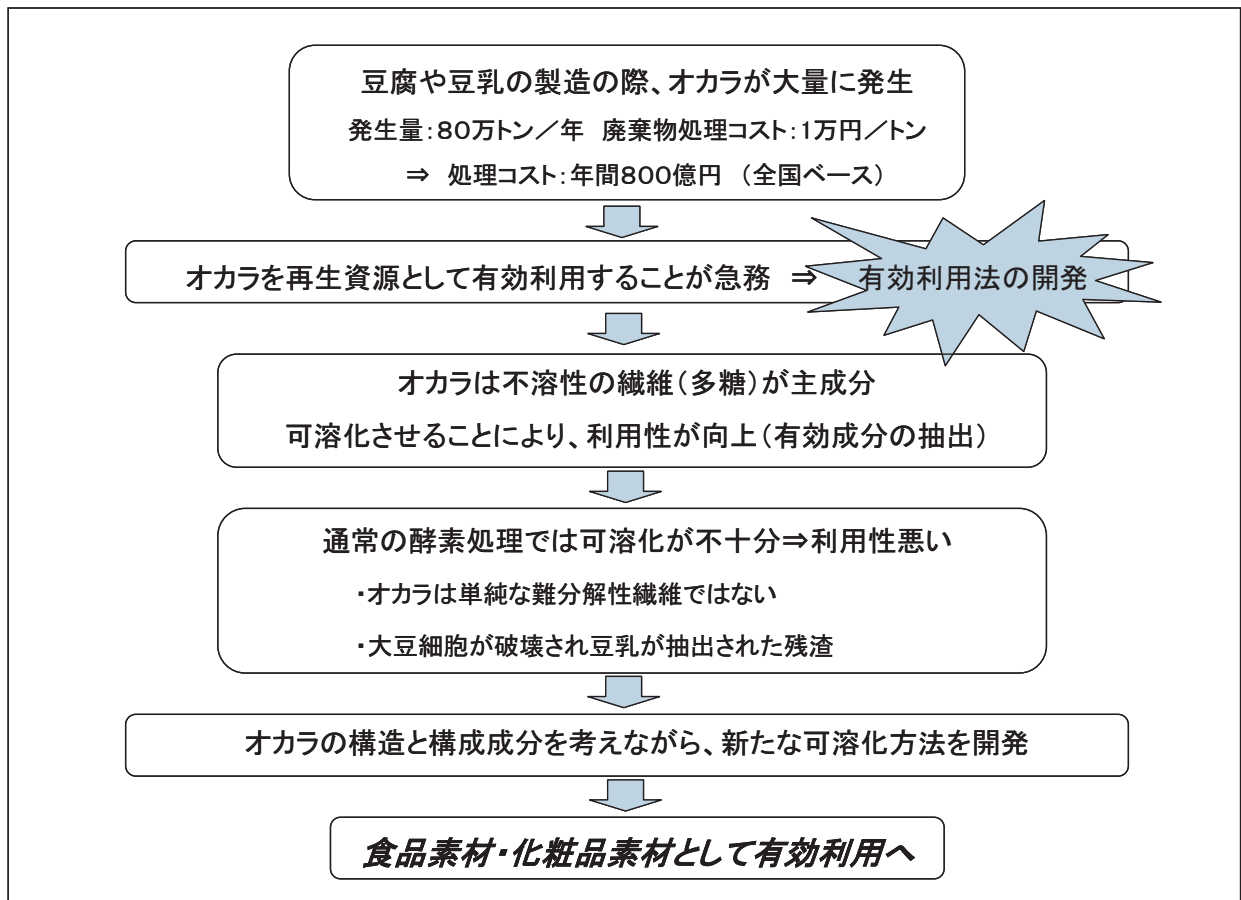 豆腐や豆乳の製造の際、オカラが大量に発生
発生量:80万トン/年 廃棄物処理コスト:1万円/トン
⇒ 処理コスト:年間800億円 (全国ベース)
オカラを再生資源として有効利用することが急務 ⇒ 有効利用法の開発
オカラは不溶性の繊維(多糖)が主成分
可溶化させることにより、利用性が向上(有効成分の抽出)
通常の酵素処理では可溶化が不十分⇒利用性悪い
・オカラは単純な難分解性繊維ではない
・大豆細胞が破壊され豆乳が抽出された残渣
オカラの構造と構成成分を考えながら、新たな可溶化方法を開発
食品素材・化粧品素材として有効利用へ